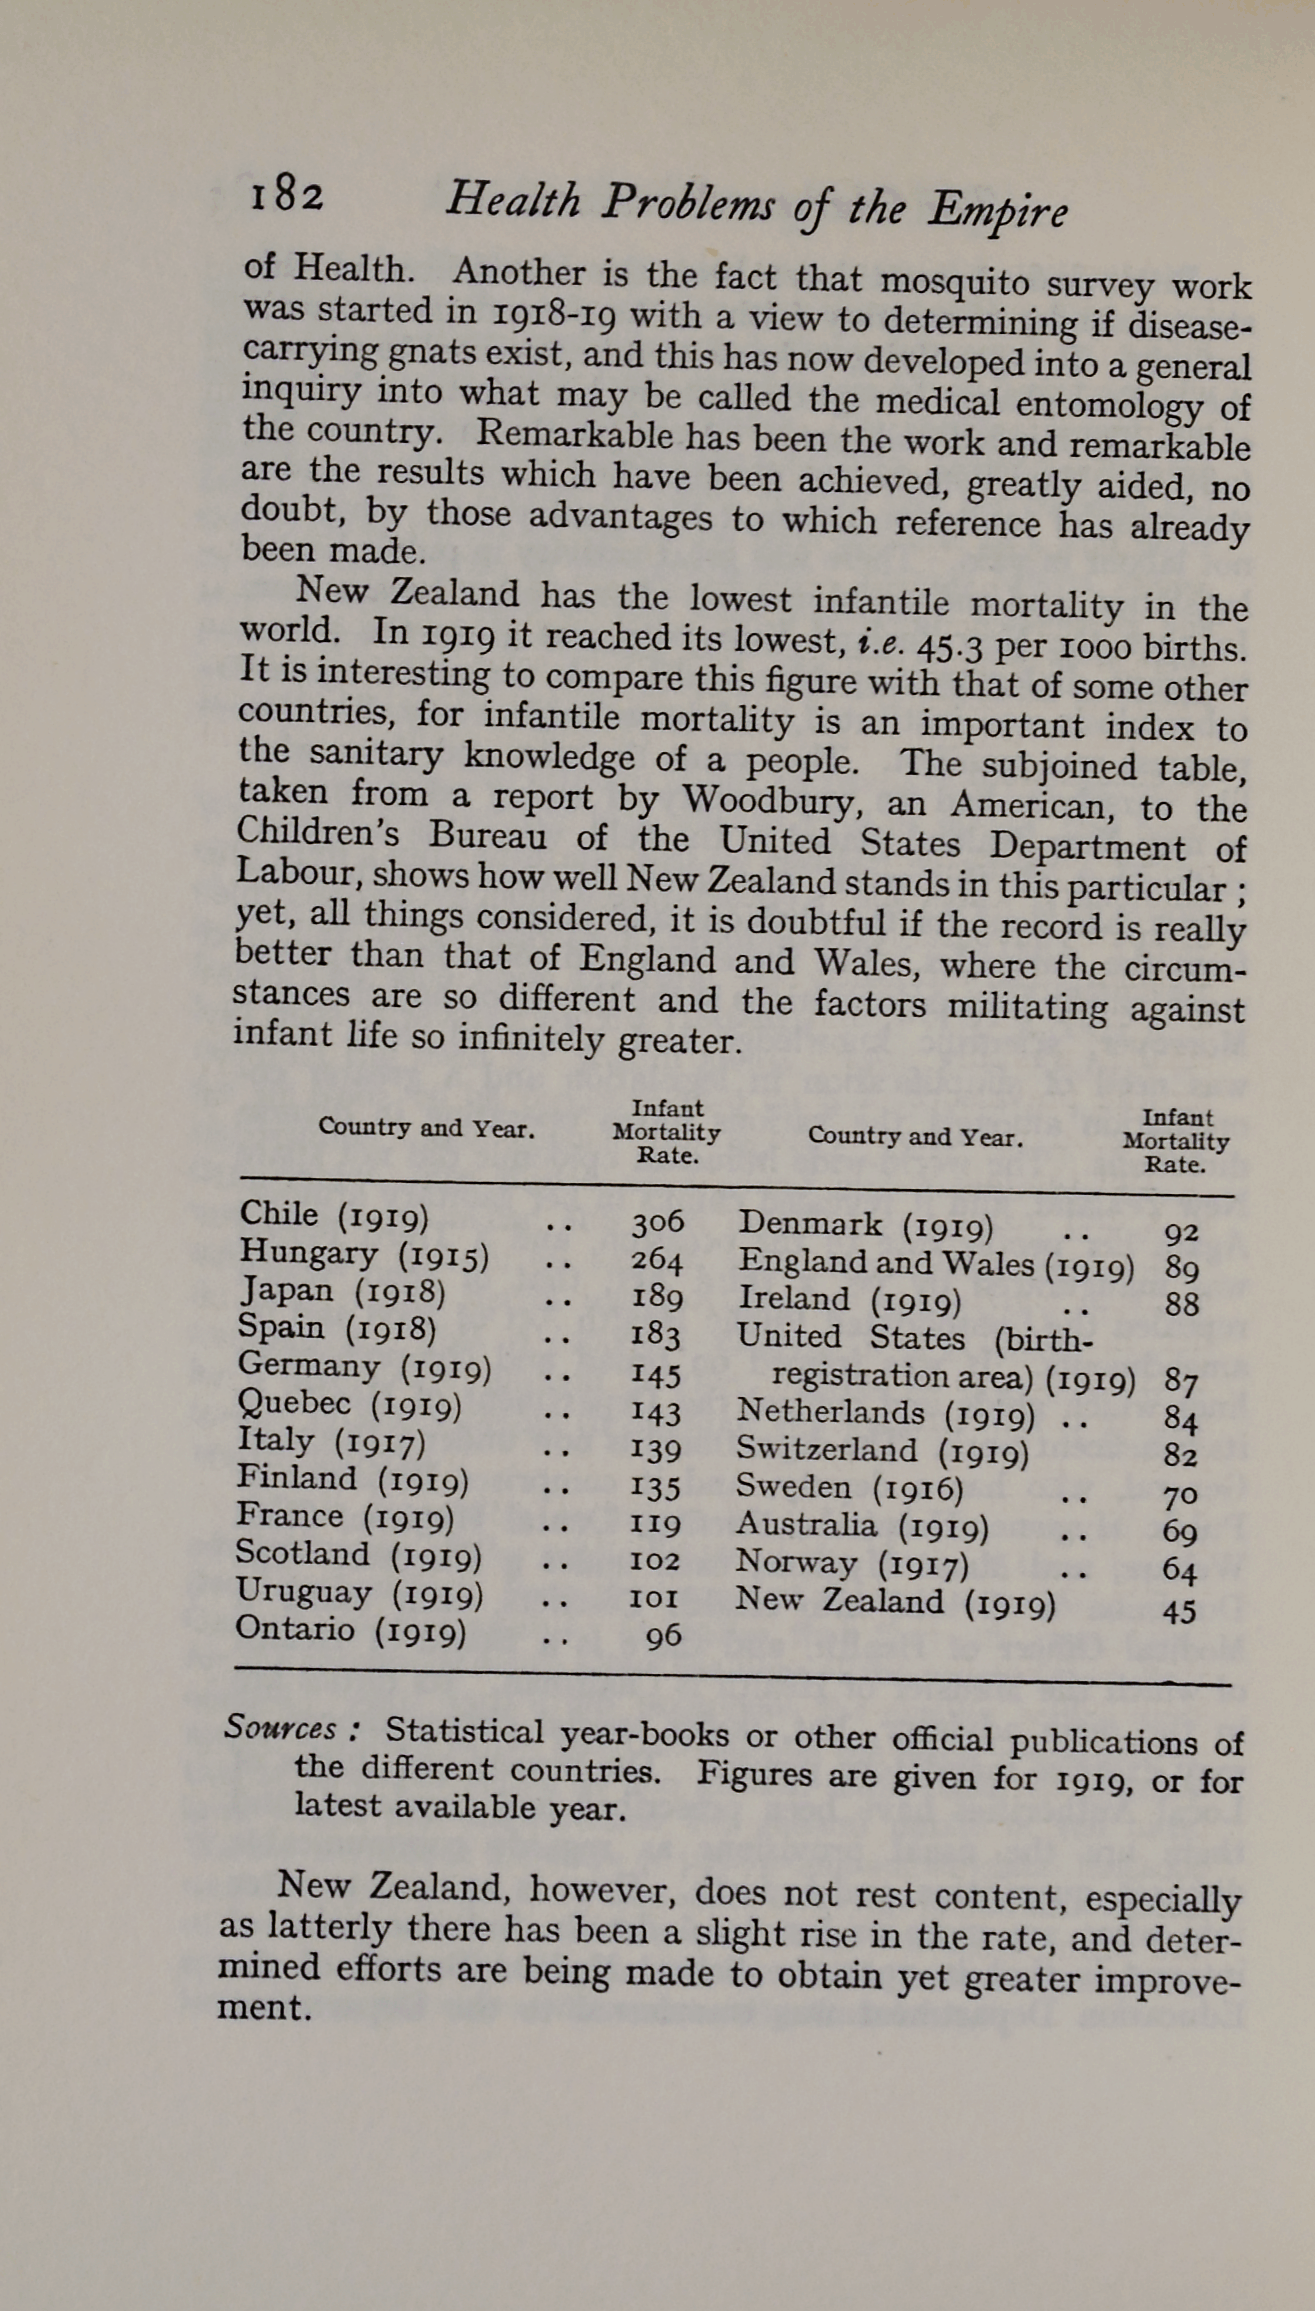 182 Health Problems of the Empire
of Health. Another is the fact that mosquito survey work
was started in 1918-19 with a view to determining if disease-
carrying gnats exist, and this has now developed into a general
inquiry into what may be called the medical entomology of
the country. Remarkable has been the work and remarkable
are the results which have been achieved, greatly aided, no
doubt, by those advantages to which reference has already
been made.
New Zealand has the lowest infantile mortality in the
world. In 1919 it reached its lowest, i.e. 45.3 per 1000 births.
It is interesting to compare this figure with that of some other
countries, for infantile mortality is an important index to
the sanitary knowledge of a people. The subjoined table,
taken from a report by Woodbury, an American, to the
Children's Bureau of the United States Department of
Labour, shows how well New Zealand stands in this particular ;
yet, all things considered, it is doubtful if the record is really
better than that of England and Wales, where the circum-
stances are so different and the factors militating against
infant life so infinitely greater.
Country and Year. Infant Mortality Rate. Country and Year. Infant Mortality Rate.
Chile (1919) .. 306 Denmark (1919) .. 92
Hungary (1915) .. 264 England and Wales (1919) 89
Japan (1918) .. 189 Ireland (1919) .. 88
Spain (1918) .. 183 United States (birth-
Germany (1919) .. 145 registration area) (1919) 87
Quebec (1919) .. 143 Netherlands (1919) .. 84
Italy (1917) .. 139 Switzerland (1919) 82
Finland (1919) .. 135 Sweden (1916) .. 70
France (1919) .. 119 Australia (1919) .. 69
Scotland (1919) .. 102 Norway (1917) .. 64
Uruguay (1919) .. 101 New Zealand (1919) 45
Ontario (1919) .. 96
Sources : Statistical year-books or other official publications of
the different countries. Figures are given for 1919, or for
latest available year.
New Zealand, however, does not rest content, especially
as latterly there has been a slight rise in the rate, and deter-
mined efforts are being made to obtain yet greater improve-
ment.